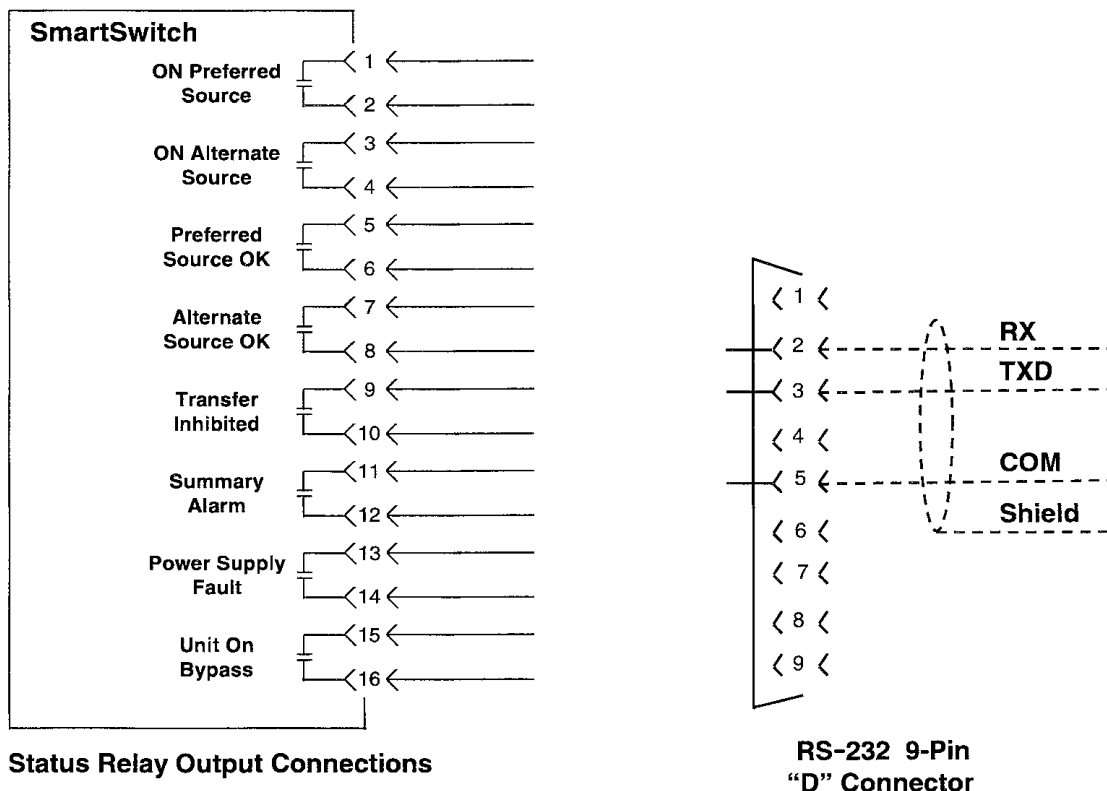 SmartSwitch
ON Preferred
Source
1
2
ON Alternate
Source
3
4
Preferred
Source OK
5
6
Alternate
Source OK
7
8
Transfer
Inhibited
9
10
Summary
Alarm
11
12
Power Supply
Fault
13
14
Unit On
Bypass
15
16
Status Relay Output Connections
1
2
3
4
5
6
7
8
9
RX
TXD
COM
Shield
RS-232 9-Pin
“D” Connector